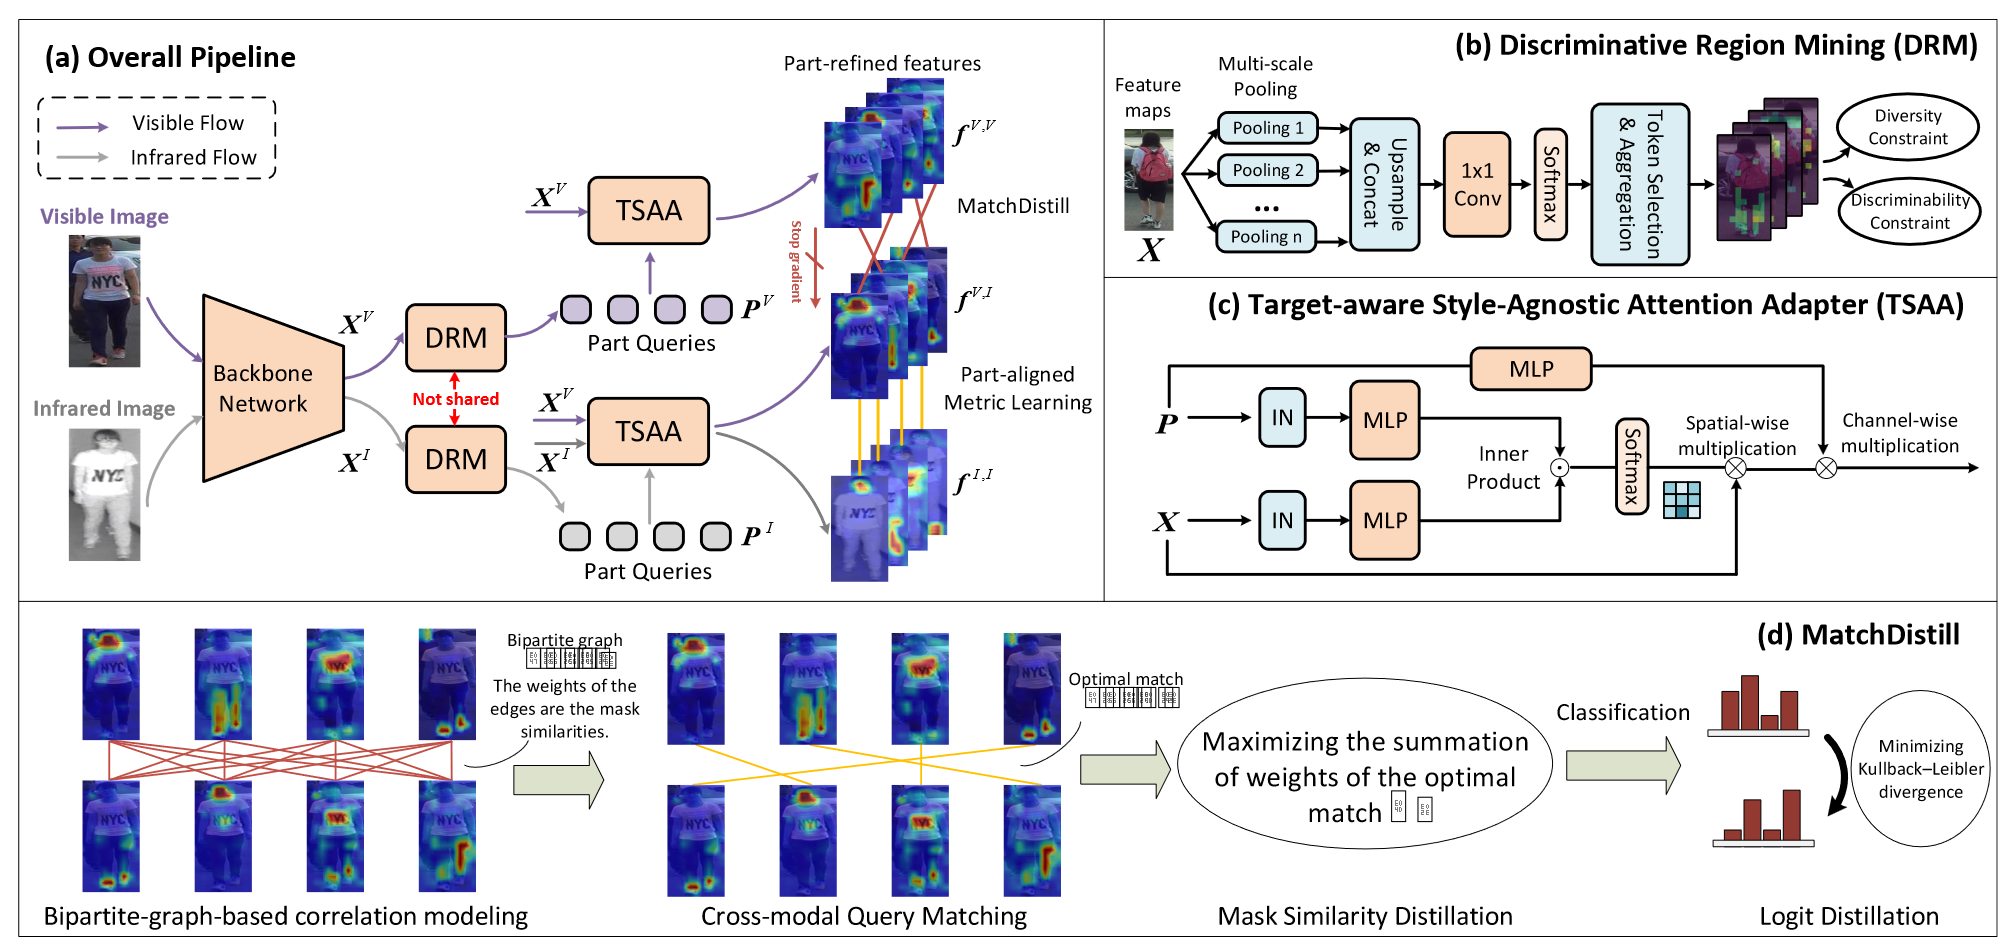 (a) Overall Pipeline
Visible Flow
Infrared Flow
Visible Image
NYC
Infrared Image
Backbone
Network
X^V
X^I
DRM
Not shared
DRM
X^V
TSAA
P^V
Part Queries
X^V
X^I
TSAA
P^I
Part Queries
Part-refined features
f^{V,V}
MatchDistill
Stop gradient
f^{V,I}
Part-aligned
Metric Learning
f^{I,I}
(b) Discriminative Region Mining (DRM)
Feature
maps
X
Multi-scale
Pooling
Pooling 1
Pooling 2
...
Pooling n
Upsample
& Concat
1x1
Conv
Softmax
Token Selection
& Aggregation
Diversity
Constraint
Discriminability
Constraint
(c) Target-aware Style-Agnostic Attention Adapter (TSAA)
MLP
P
IN
MLP
X
IN
MLP
Inner
Product
Softmax
Spatial-wise
multiplication
Channel-wise
multiplication
(d) MatchDistill
Bipartite graph
The weights of the
edges are the mask
similarities.
Optimal match
Maximizing the summation
of weights of the optimal
match
Classification
Minimizing
Kullback–Leibler
divergence
Bipartite-graph-based correlation modeling
Cross-modal Query Matching
Mask Similarity Distillation
Logit Distillation